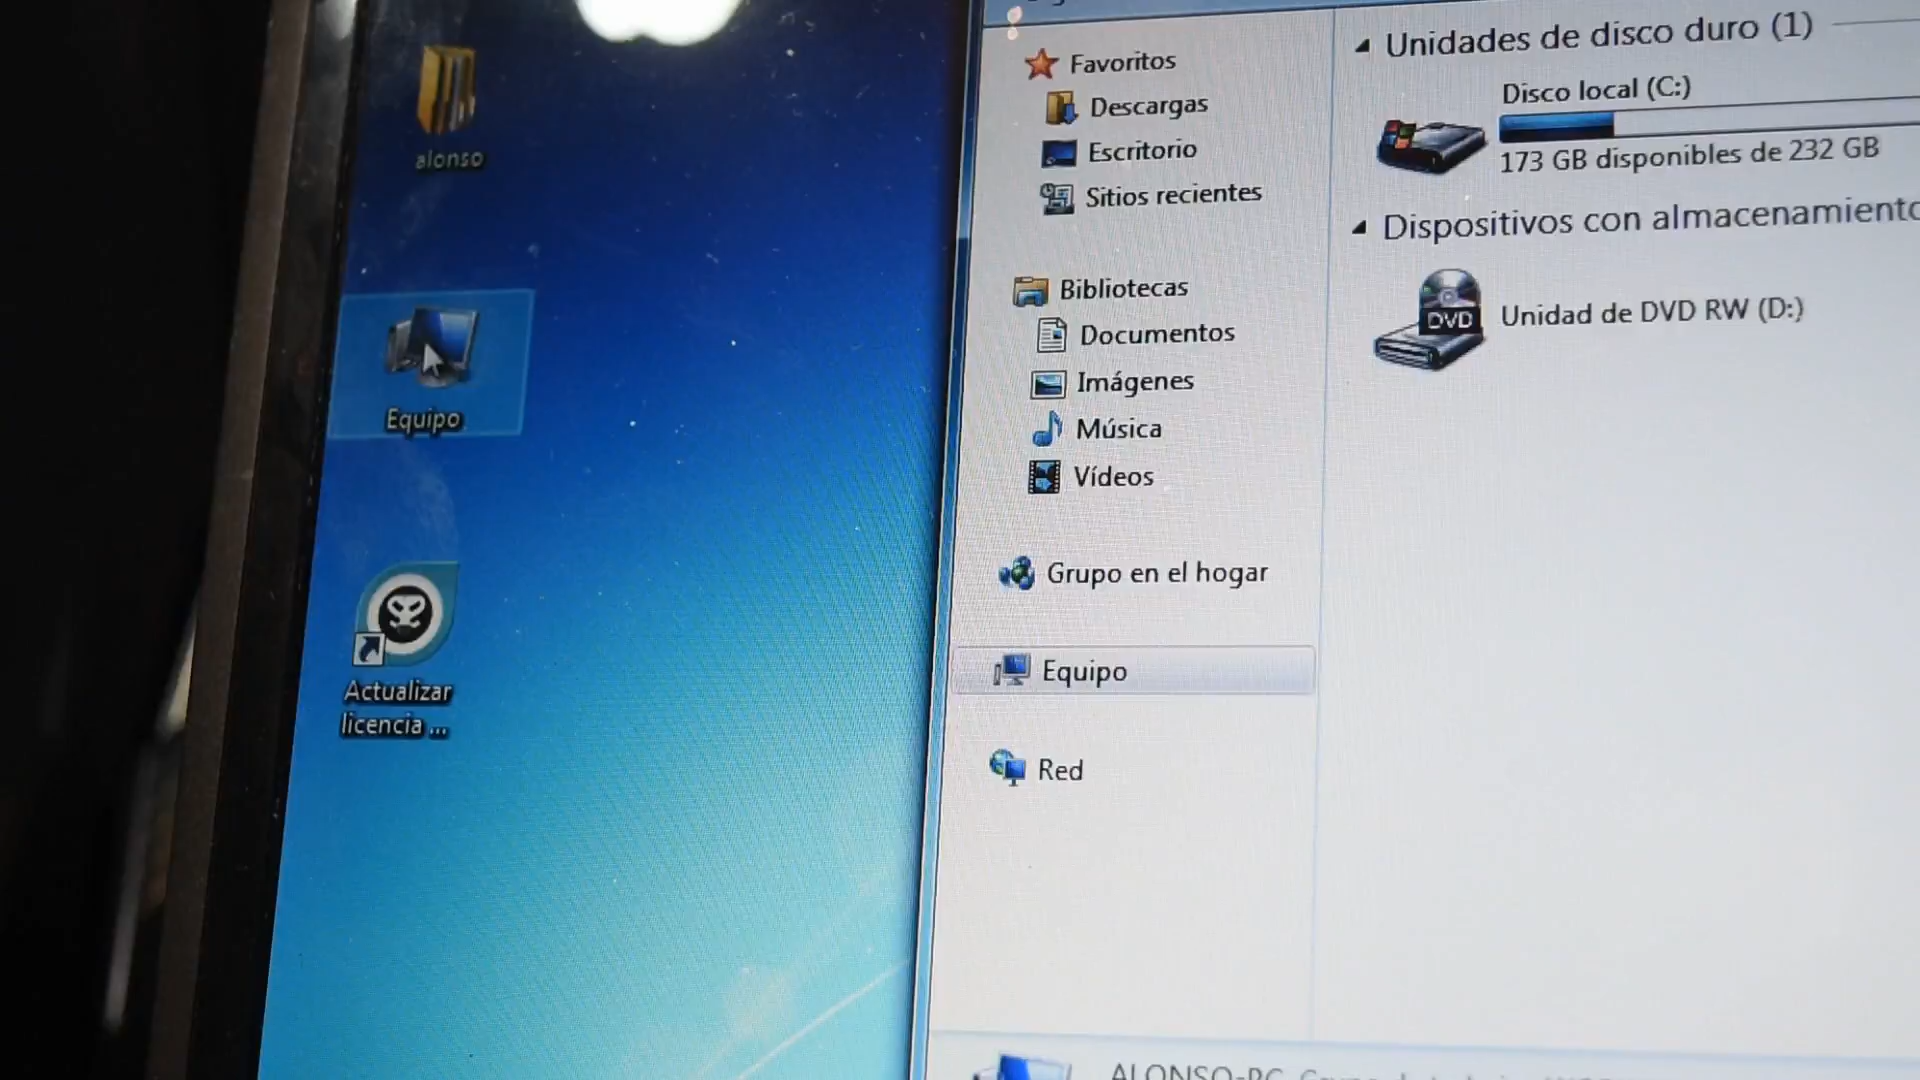 alonso
Equipo
Actualizar
licencia ...
Favoritos
Descargas
Escritorio
Sitios recientes
Bibliotecas
Documentos
Imágenes
Música
Vídeos
Grupo en el hogar
Equipo
Red
Unidades de disco duro (1)
Disco local (C:)
173 GB disponibles de 232 GB
Dispositivos con almacenamiento
DVD
Unidad de DVD RW (D:)
ALONSO-PC